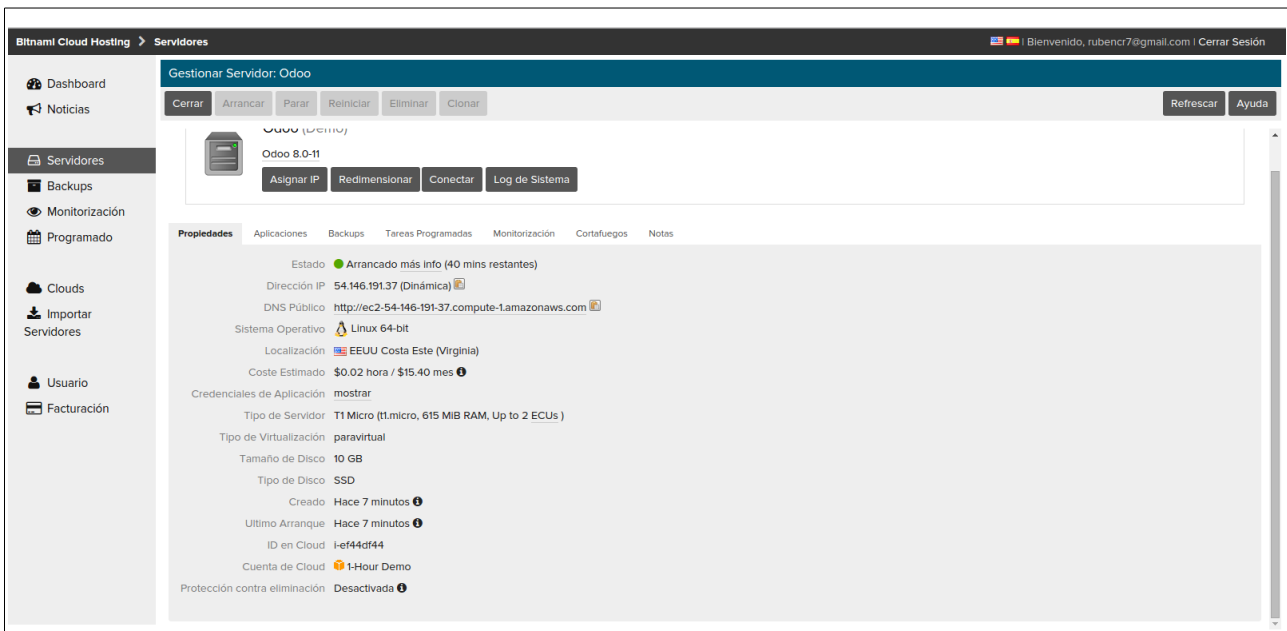 Bitnami Cloud Hosting > Servidores
| Bienvenido, rubencr7@gmail.com | Cerrar Sesión
Dashboard
Noticias
Servidores
Backups
Monitorización
Programado
Clouds
Importar
Servidores
Usuario
Facturación
Gestionar Servidor: Odoo
Cerrar Arrancar Parar Reiniciar Eliminar Clonar Refrescar Ayuda
Odoo (Demo)
Odoo 8.0-11
Asignar IP Redimensionar Conectar Log de Sistema
Propiedades Aplicaciones Backups Tareas Programadas Monitorización Cortafuegos Notas
Estado Arrancado más info (40 mins restantes)
Dirección IP 54.146.191.37 (Dinámica)
DNS Público http://ec2-54-146-191-37.compute-1.amazonaws.com
Sistema Operativo Linux 64-bit
Localización EEUU Costa Este (Virginia)
Coste Estimado $0.02 hora / $15.40 mes
Credenciales de Aplicación mostrar
Tipo de Servidor T1 Micro (t1.micro, 615 MiB RAM, Up to 2 ECUs )
Tipo de Virtualización paravirtual
Tamaño de Disco 10 GB
Tipo de Disco SSD
Creado Hace 7 minutos
Ultimo Arranque Hace 7 minutos
ID en Cloud i-ef44df44
Cuenta de Cloud 1-Hour Demo
Protección contra eliminación Desactivada